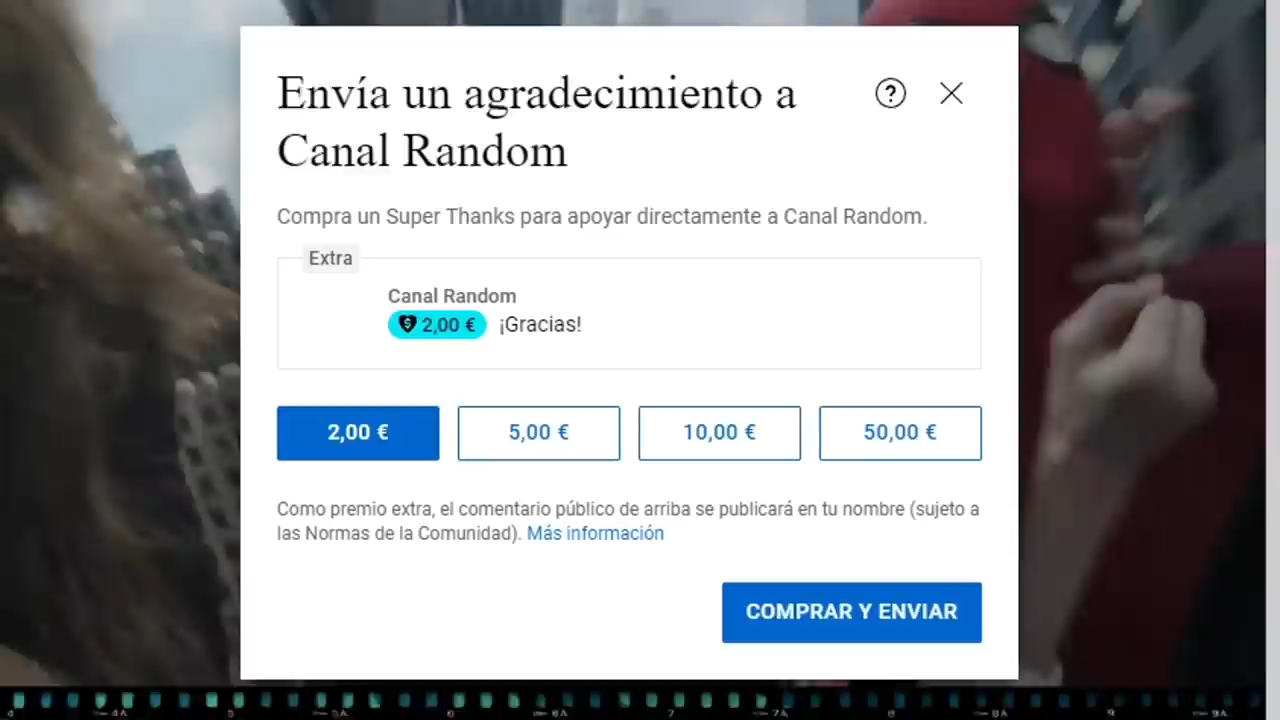 Envía un agradecimiento a
Canal Random
Compra un Super Thanks para apoyar directamente a Canal Random.
Extra
Canal Random
2,00 € ¡Gracias!
2,00 € 5,00 € 10,00 € 50,00 €
Como premio extra, el comentario público de arriba se publicará en tu nombre (sujeto a
las Normas de la Comunidad). Más información
COMPRAR Y ENVIAR